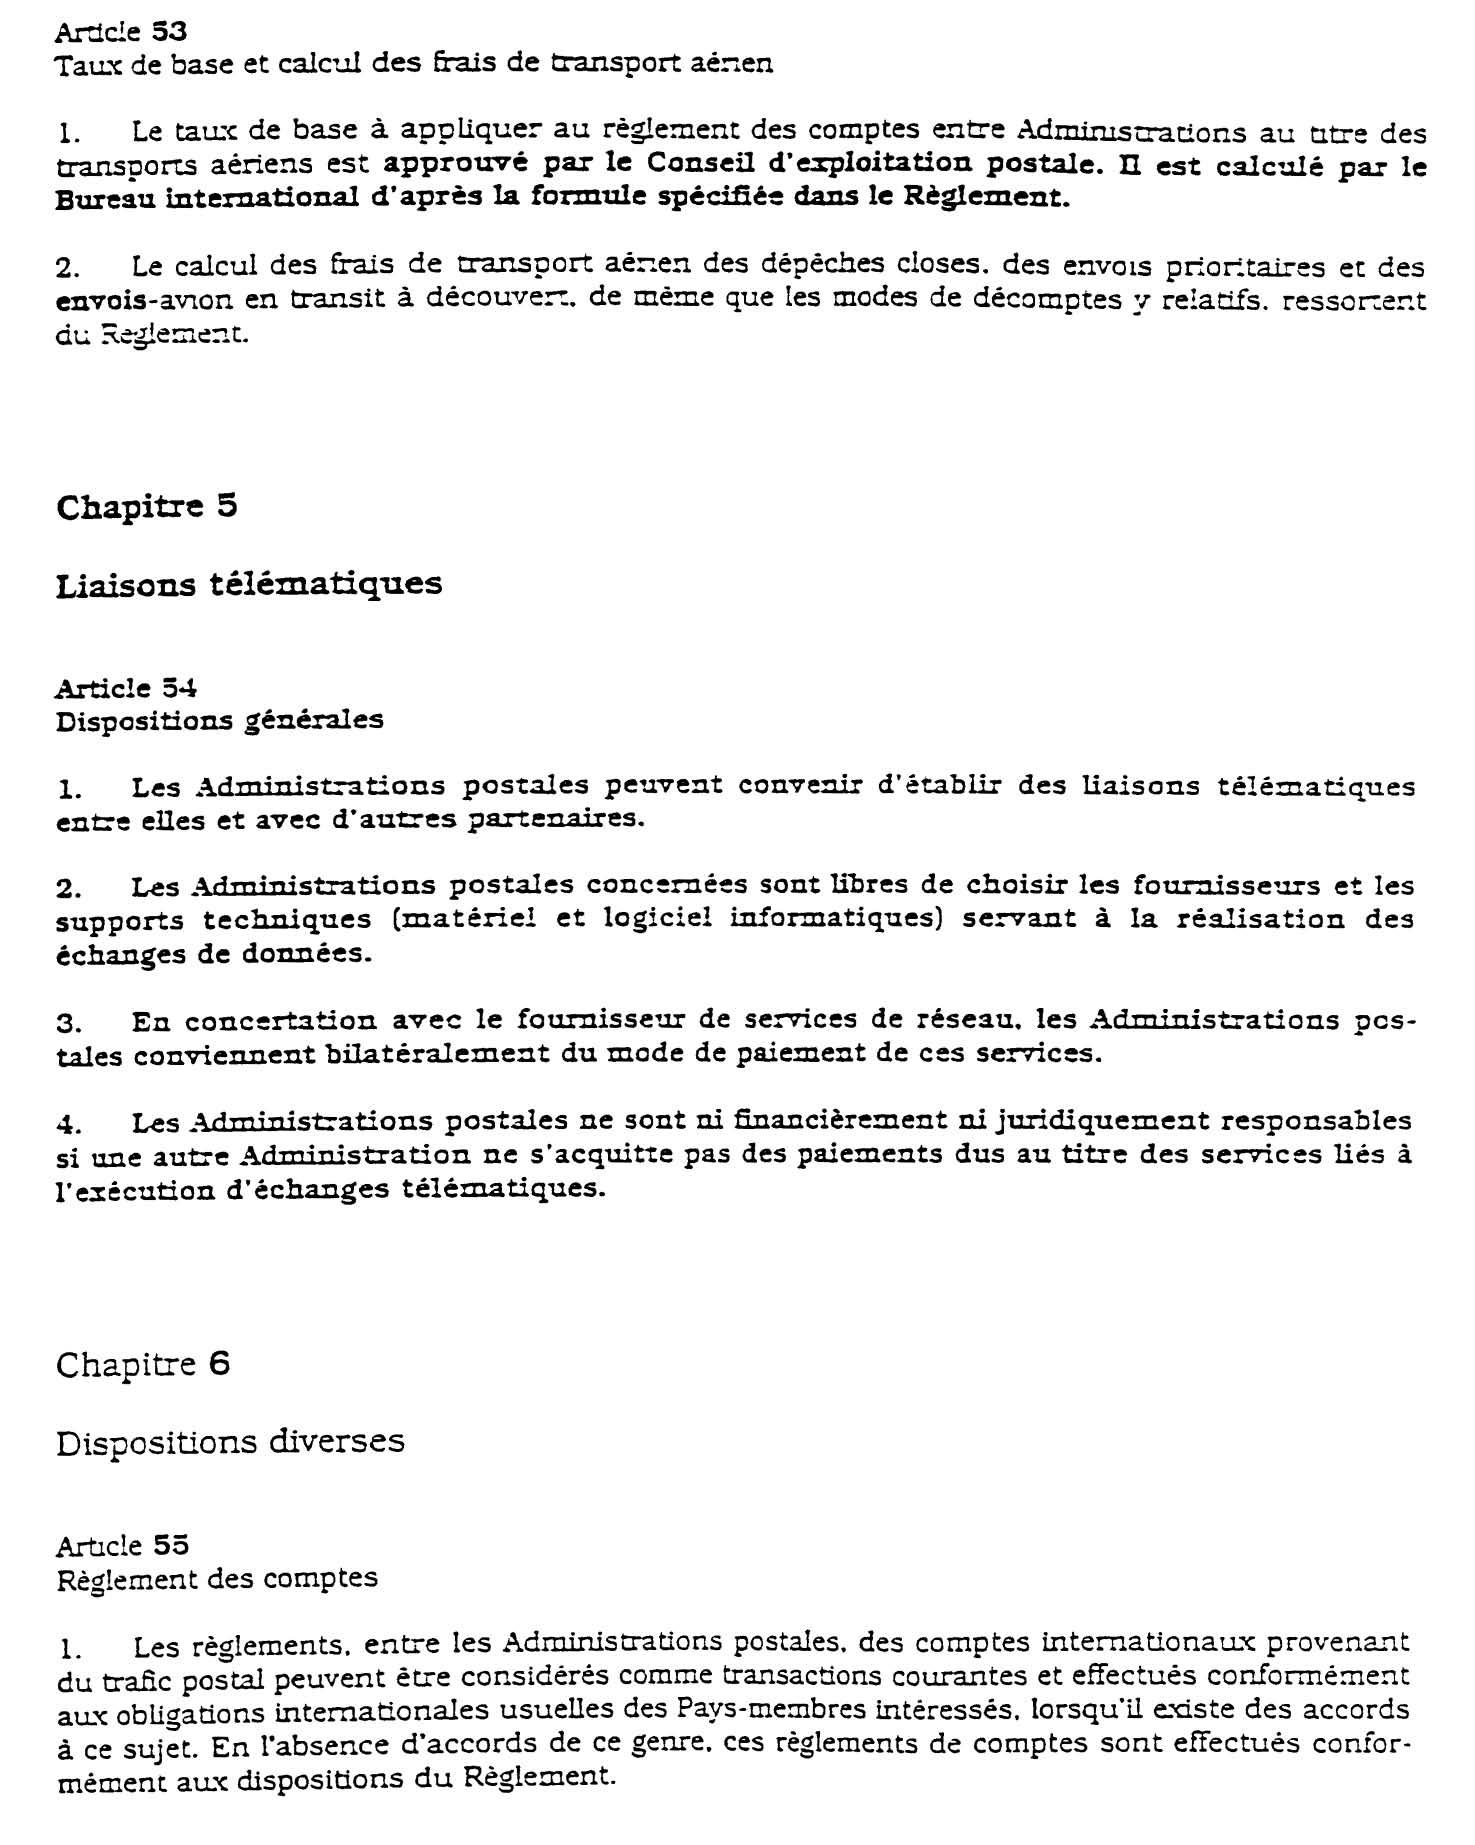 Article 53
Taux de base et calcul des frais de transport aérien
1. Le taux de base à appliquer au règlement des comptes entre Administrations au titre des
transports aériens est approuvé par le Conseil d'exploitation postale. Il est calculé par le
Bureau international d'après la formule spécifiée dans le Règlement.
2. Le calcul des frais de transport aérien des dépêches closes, des envois prioritaires et des
envois-avion en transit à découvert, de même que les modes de décomptes y relatifs, ressortent
du Règlement.
Chapitre 5
Liaisons télématiques
Article 54
Dispositions générales
1. Les Administrations postales peuvent convenir d'établir des liaisons télématiques
entre elles et avec d'autres partenaires.
2. Les Administrations postales concernées sont libres de choisir les fournisseurs et les
supports techniques (matériel et logiciel informatiques) servant à la réalisation des
échanges de données.
3. En concertation avec le fournisseur de services de réseau, les Administrations pos-
tales conviennent bilatéralement du mode de paiement de ces services.
4. Les Administrations postales ne sont ni financièrement ni juridiquement responsables
si une autre Administration ne s'acquitte pas des paiements dus au titre des services liés à
l'exécution d'échanges télématiques.
Chapitre 6
Dispositions diverses
Article 55
Règlement des comptes
1. Les règlements, entre les Administrations postales, des comptes internationaux provenant
du trafic postal peuvent être considérés comme transactions courantes et effectués conformément
aux obligations internationales usuelles des Pays-membres intéressés, lorsqu'il existe des accords
à ce sujet. En l'absence d'accords de ce genre, ces règlements de comptes sont effectués confor-
mément aux dispositions du Règlement.